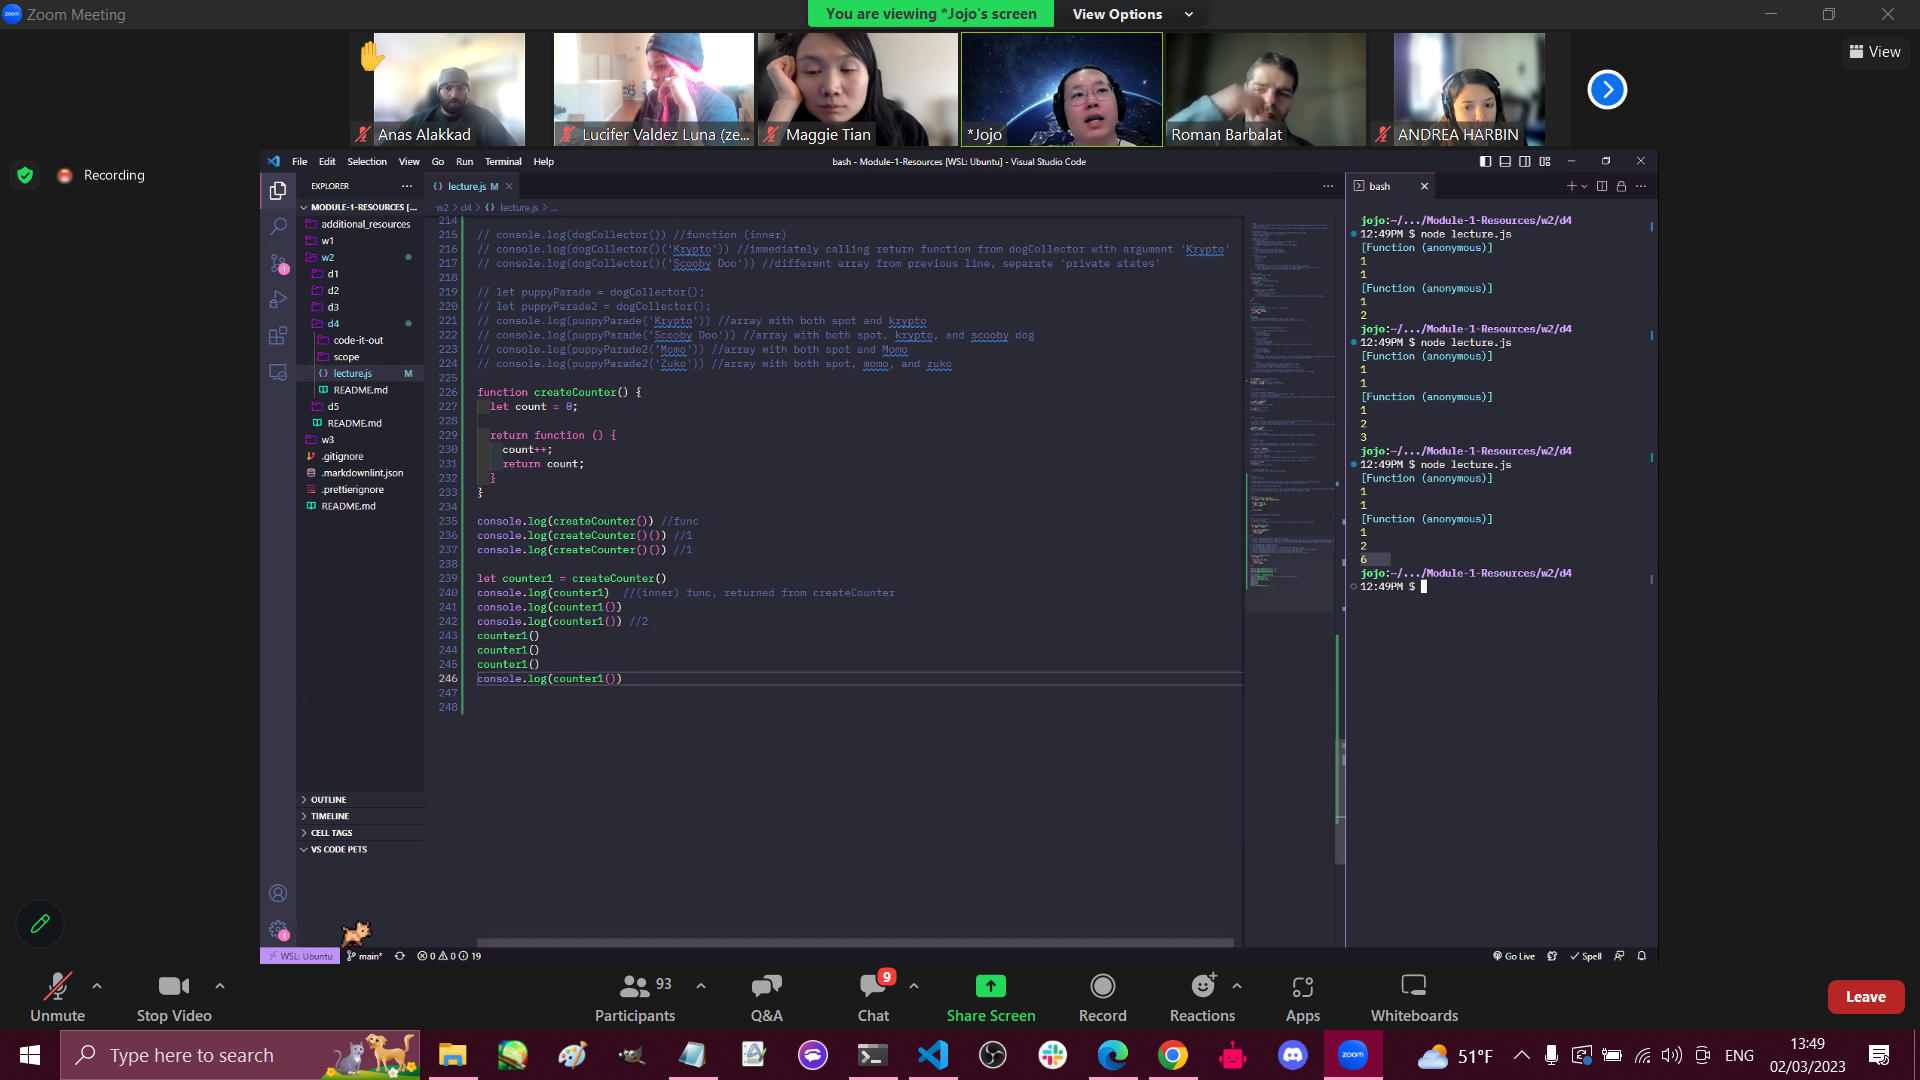 Zoom Meeting
You are viewing *Jojo's screen
View Options
View
Anas Alakkad
Lucifer Valdez Luna (ze...
Maggie Tian
*Jojo
Roman Barbalat
ANDREA HARBIN
Recording
File Edit Selection View Go Run Terminal Help
bash - Module-1-Resources [WSL: Ubuntu] - Visual Studio Code
EXPLORER
MODULE-1-RESOURCES [...
additional_resources
w1
w2
d1
d2
d3
d4
code-it-out
scope
lecture.js M
README.md
d5
README.md
w3
.gitignore
.markdownlint.json
.prettierignore
README.md
OUTLINE
TIMELINE
CELL TAGS
VS CODE PETS
lecture.js M
w2 > d4 > lecture.js > ...
214
215 // console.log(dogCollector()) //function (inner)
216 // console.log(dogCollector()('Krypto')) //immediately calling return function from dogCollector with argument 'Krypto'
217 // console.log(dogCollector()('Scooby Doo')) //different array from previous line, separate 'private states'
218
219 // let puppyParade = dogCollector();
220 // let puppyParade2 = dogCollector();
221 // console.log(puppyParade('Krypto')) //array with both spot and krypto
222 // console.log(puppyParade('Scooby Doo')) //array with both spot, krypto, and scooby dog
223 // console.log(puppyParade2('Momo')) //array with both spot and Momo
224 // console.log(puppyParade2('Zuko')) //array with both spot, momo, and zuko
225
226 function createCounter() {
227 let count = 0;
228
229 return function () {
230 count++;
231 return count;
232 }
233 }
234
235 console.log(createCounter()) //func
236 console.log(createCounter()()) //1
237 console.log(createCounter()()) //1
238
239 let counter1 = createCounter()
240 console.log(counter1) //(inner) func, returned from createCounter
241 console.log(counter1())
242 console.log(counter1()) //2
243 counter1()
244 counter1()
245 counter1()
246 console.log(counter1())
247
248
bash
jojo:~/.../Module-1-Resources/w2/d4
12:49PM $ node lecture.js
[Function (anonymous)]
1
1
[Function (anonymous)]
1
2
jojo:~/.../Module-1-Resources/w2/d4
12:49PM $ node lecture.js
[Function (anonymous)]
1
1
[Function (anonymous)]
1
2
3
jojo:~/.../Module-1-Resources/w2/d4
12:49PM $ node lecture.js
[Function (anonymous)]
1
1
[Function (anonymous)]
1
2
6
jojo:~/.../Module-1-Resources/w2/d4
12:49PM $
WSL: Ubuntu main* 0 0 19
Go Live Spell
Unmute
Stop Video
93
Participants
Q&A
9
Chat
Share Screen
Record
Reactions
Apps
Whiteboards
Leave
Type here to search
zoom
51°F
ENG
13:49
02/03/2023